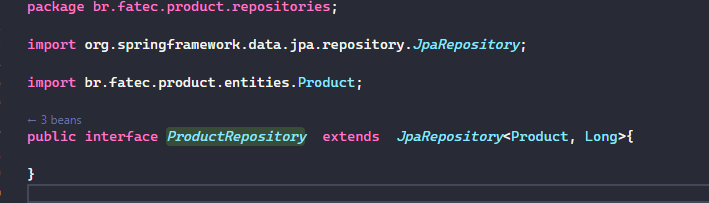 package br.fatec.product.repositories;
import org.springframework.data.jpa.repository.JpaRepository;
import br.fatec.product.entities.Product;
← 3 beans
public interface ProductRepository  extends  JpaRepository<Product, Long>{
}